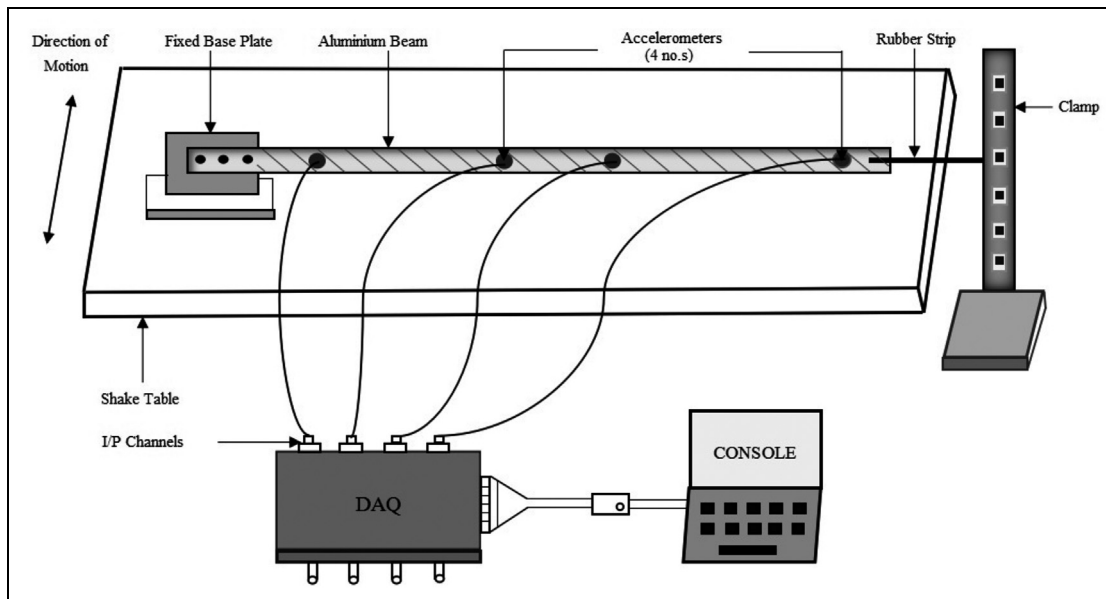 Direction of
Motion
Fixed Base Plate
Aluminium Beam
Accelerometers
(4 no.s)
Rubber Strip
Clamp
Shake Table
I/P Channels
DAQ
CONSOLE